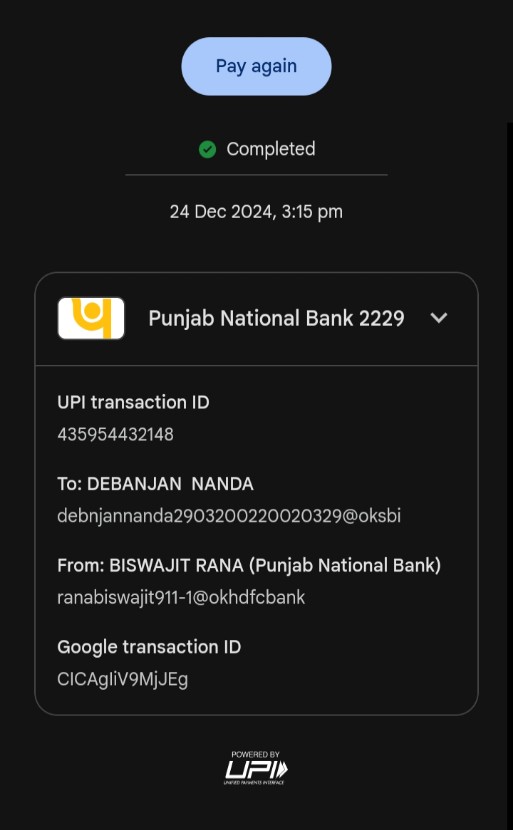 Pay again
Completed
24 Dec 2024, 3:15 pm
Punjab National Bank 2229
UPI transaction ID
435954432148
To: DEBANJAN NANDA
debnjannanda2903200220020329@oksbi
From: BISWAJIT RANA (Punjab National Bank)
ranabiswajit911-1@okhdfcbank
Google transaction ID
CICAgIiV9MjJEg
POWERED BY
UPI
UNIFIED PAYMENTS INTERFACE